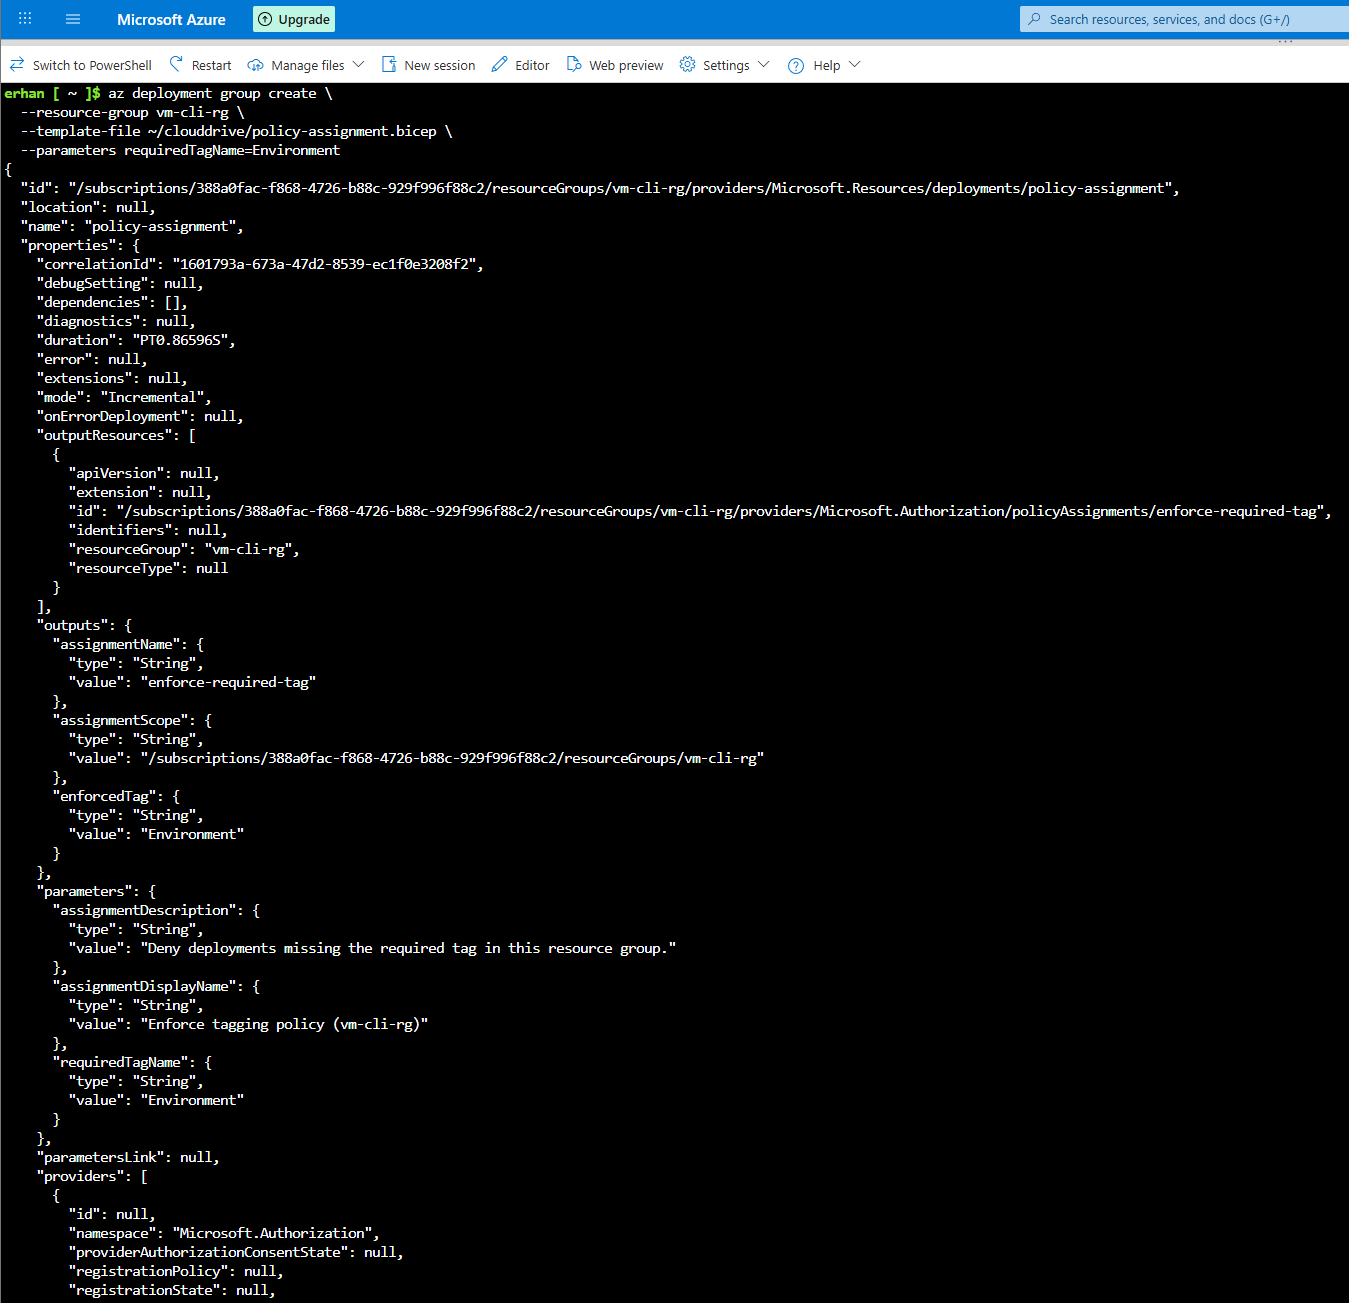 Microsoft Azure
Upgrade
Search resources, services, and docs (G+/)
Switch to PowerShell
Restart
Manage files
New session
Editor
Web preview
Settings
Help
erhan [ ~ ]$ az deployment group create \
  --resource-group vm-cli-rg \
  --template-file ~/clouddrive/policy-assignment.bicep \
  --parameters requiredTagName=Environment
{
  "id": "/subscriptions/388a0fac-f868-4726-b88c-929f996f88c2/resourceGroups/vm-cli-rg/providers/Microsoft.Resources/deployments/policy-assignment",
  "location": null,
  "name": "policy-assignment",
  "properties": {
    "correlationId": "1601793a-673a-47d2-8539-ec1f0e3208f2",
    "debugSetting": null,
    "dependencies": [],
    "diagnostics": null,
    "duration": "PT0.86596S",
    "error": null,
    "extensions": null,
    "mode": "Incremental",
    "onErrorDeployment": null,
    "outputResources": [
      {
        "apiVersion": null,
        "extension": null,
        "id": "/subscriptions/388a0fac-f868-4726-b88c-929f996f88c2/resourceGroups/vm-cli-rg/providers/Microsoft.Authorization/policyAssignments/enforce-required-tag",
        "identifiers": null,
        "resourceGroup": "vm-cli-rg",
        "resourceType": null
      }
    ],
    "outputs": {
      "assignmentName": {
        "type": "String",
        "value": "enforce-required-tag"
      },
      "assignmentScope": {
        "type": "String",
        "value": "/subscriptions/388a0fac-f868-4726-b88c-929f996f88c2/resourceGroups/vm-cli-rg"
      },
      "enforcedTag": {
        "type": "String",
        "value": "Environment"
      }
    },
    "parameters": {
      "assignmentDescription": {
        "type": "String",
        "value": "Deny deployments missing the required tag in this resource group."
      },
      "assignmentDisplayName": {
        "type": "String",
        "value": "Enforce tagging policy (vm-cli-rg)"
      },
      "requiredTagName": {
        "type": "String",
        "value": "Environment"
      }
    },
    "parametersLink": null,
    "providers": [
      {
        "id": null,
        "namespace": "Microsoft.Authorization",
        "providerAuthorizationConsentState": null,
        "registrationPolicy": null,
        "registrationState": null,